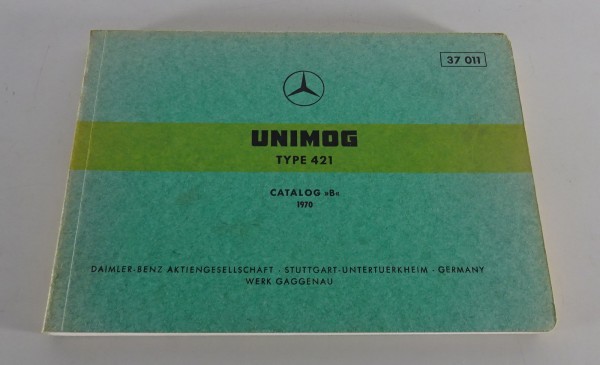 37 011
UNIMOG
TYPE 421
CATALOG »B«
1970
DAIMLER-BENZ AKTIENGESELLSCHAFT · STUTTGART-UNTERTUERKHEIM · GERMANY
WERK GAGGENAU